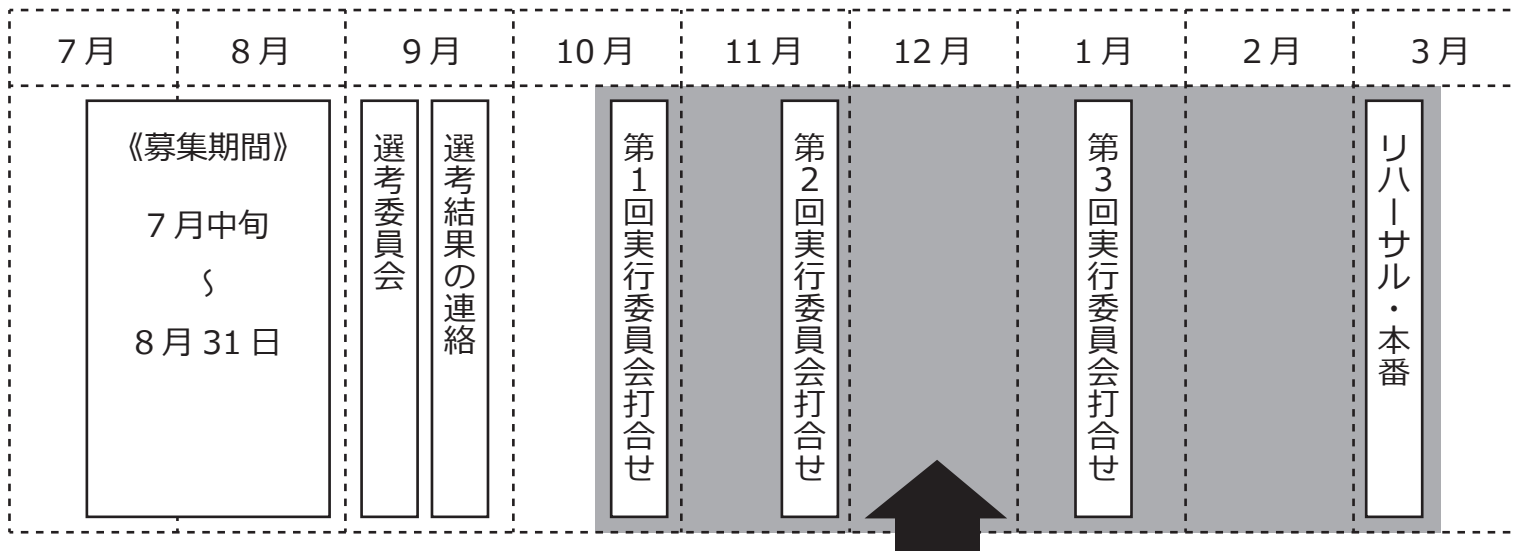 7月 8月 9月 10月 11月 12月 1月 2月 3月
《募集期間》
7月中旬
～
8月31日
選考委員会
選考結果の連絡
第1回実行委員会打合せ
第2回実行委員会打合せ
第3回実行委員会打合せ
リハーサル・本番